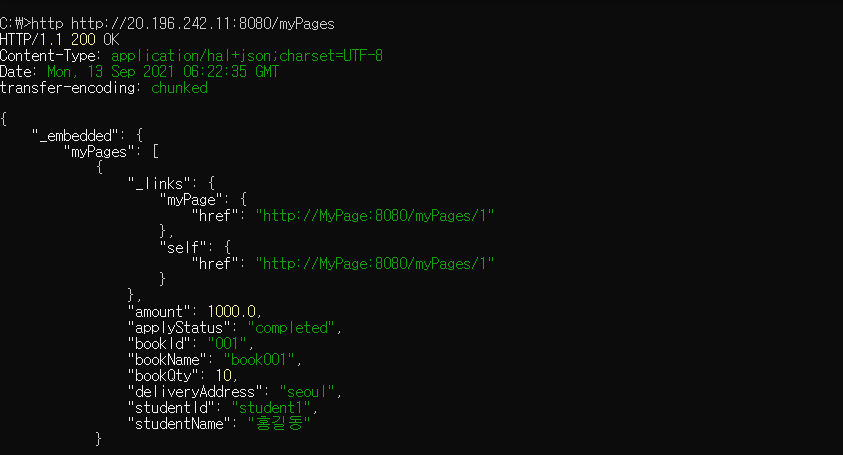 C:\>http http://20.196.242.11:8080/myPages
HTTP/1.1 200 OK
Content-Type: application/hal+json;charset=UTF-8
Date: Mon, 13 Sep 2021 06:22:35 GMT
transfer-encoding: chunked
{
"_embedded": {
"myPages": [
{
"_links": {
"myPage": {
"href": "http://MyPage:8080/myPages/1"
},
"self": {
"href": "http://MyPage:8080/myPages/1"
}
},
"amount": 1000.0,
"applyStatus": "completed",
"bookId": "001",
"bookName": "book001",
"bookQty": 10,
"deliveryAddress": "seoul",
"studentId": "student1",
"studentName": "홍길동"
}